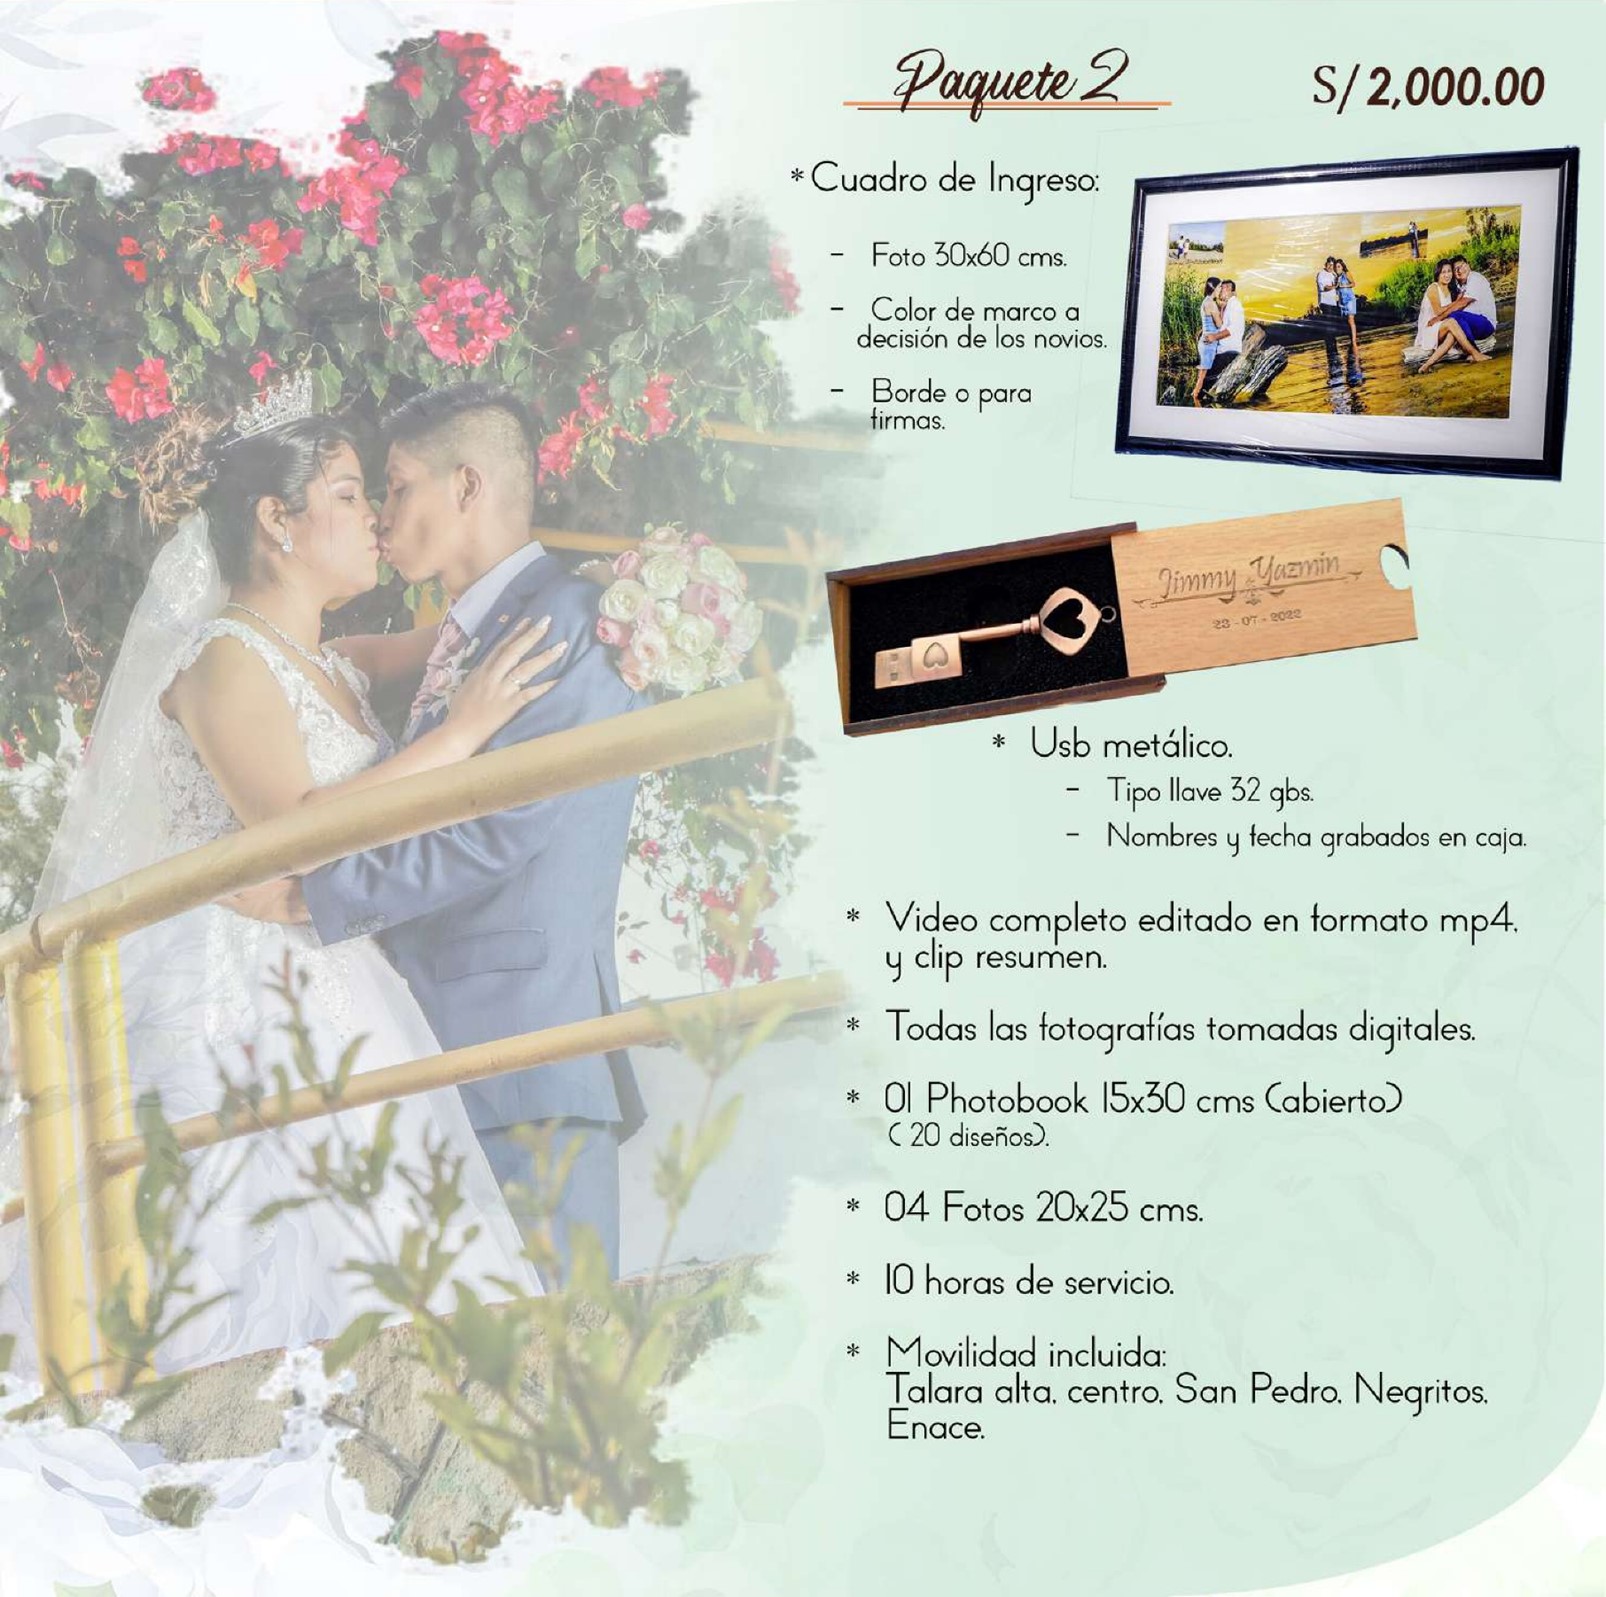 Paquete 2
S/ 2,000.00
* Cuadro de Ingreso:
- Foto 30x60 cms.
- Color de marco a
decisión de los novios.
- Borde o para
firmas.
Jimmy & Yazmin
23 - 07 - 2022
* Usb metálico.
- Tipo llave 32 gbs.
- Nombres y fecha grabados en caja.
* Video completo editado en formato mp4.
y clip resumen.
* Todas las fotografías tomadas digitales.
* 01 Photobook 15x30 cms (abierto)
( 20 diseños).
* 04 Fotos 20x25 cms.
* 10 horas de servicio.
* Movilidad incluida:
Talara alta, centro, San Pedro, Negritos,
Enace.